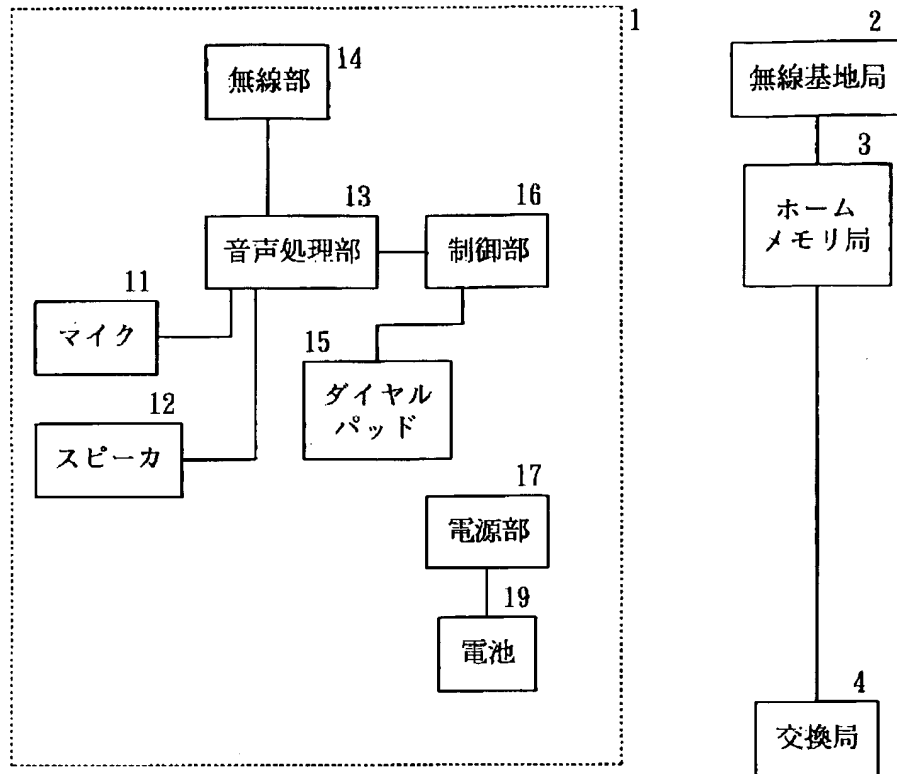 1
2
無線基地局
14
無線部
3
ホーム
メモリ局
13
音声処理部
16
制御部
11
マイク
15
ダイヤル
パッド
12
スピーカ
17
電源部
19
電池
4
交換局